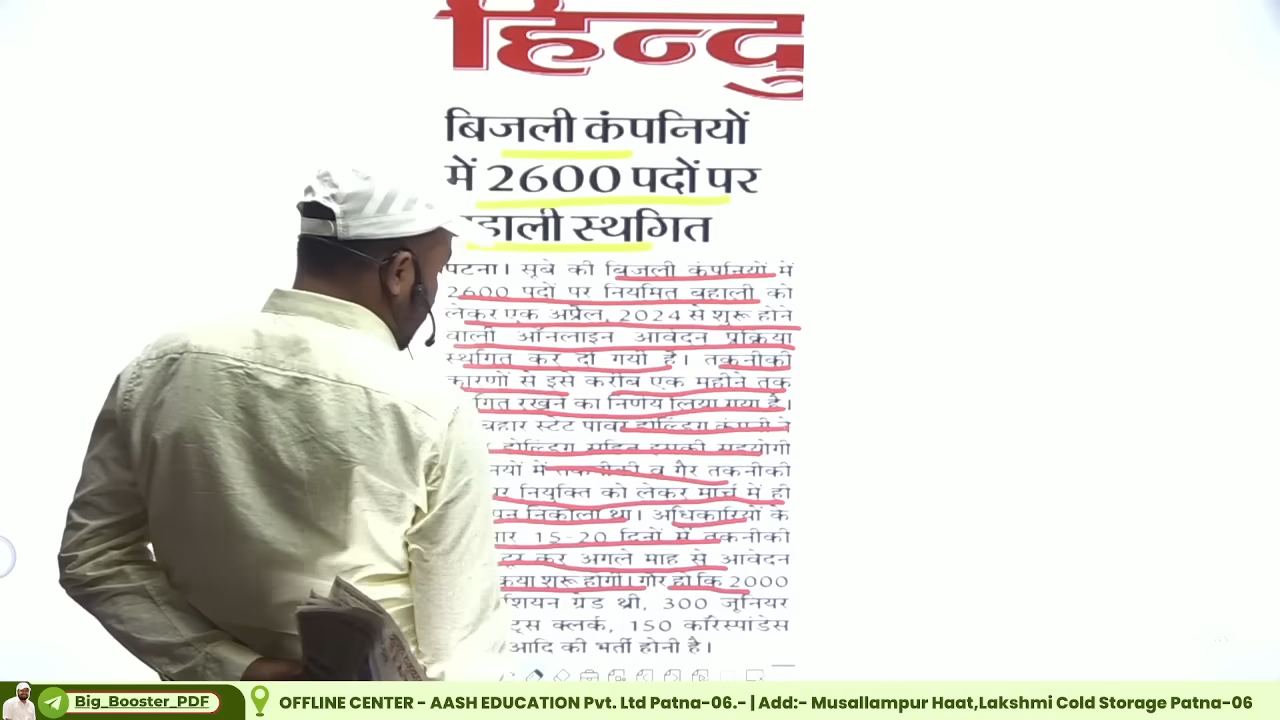 हिन्दु
बिजली कंपनियों
में 2600 पदों पर
स्थगित
पटना। सूबे की बिजली कंपनियों में
2600 पदों पर नियमित बहाली को
लेकर एक अप्रैल, 2024 से शुरू होने
वाली ऑनलाइन आवेदन प्रक्रिया
स्थगित कर दी गयी है। तकनीकी
कारणों से इसे करीब एक महीने तक
रखने का निर्णय लिया गया है।
स्टेट पावर होल्डिंग कंपनी ने
होल्डिंग सहित इसकी सहयोगी
में तकनीकी व गैर तकनीकी
नियुक्ति को लेकर मार्च में ही
निकाला था। अधिकारियों के
15-20 दिनों में तकनीकी
दूर कर अगले माह से आवेदन
शुरू होगी। गौर हो कि 2000
ग्रेड थ्री, 300 जूनियर
क्लर्क, 150 कॉरेस्पांडेंस
आदि की भर्ती होनी है।
Big_Booster_PDF
OFFLINE CENTER - AASH EDUCATION Pvt. Ltd Patna-06.- | Add:- Musallampur Haat,Lakshmi Cold Storage Patna-06